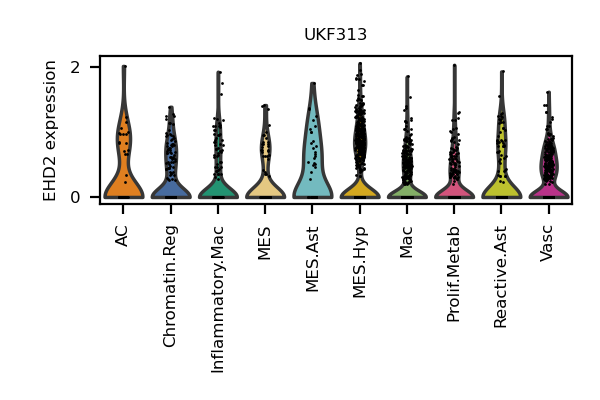 UKF313
EHD2 expression
2
0
AC
Chromatin.Reg
Inflammatory.Mac
MES
MES.Ast
MES.Hyp
Mac
Prolif.Metab
Reactive.Ast
Vasc